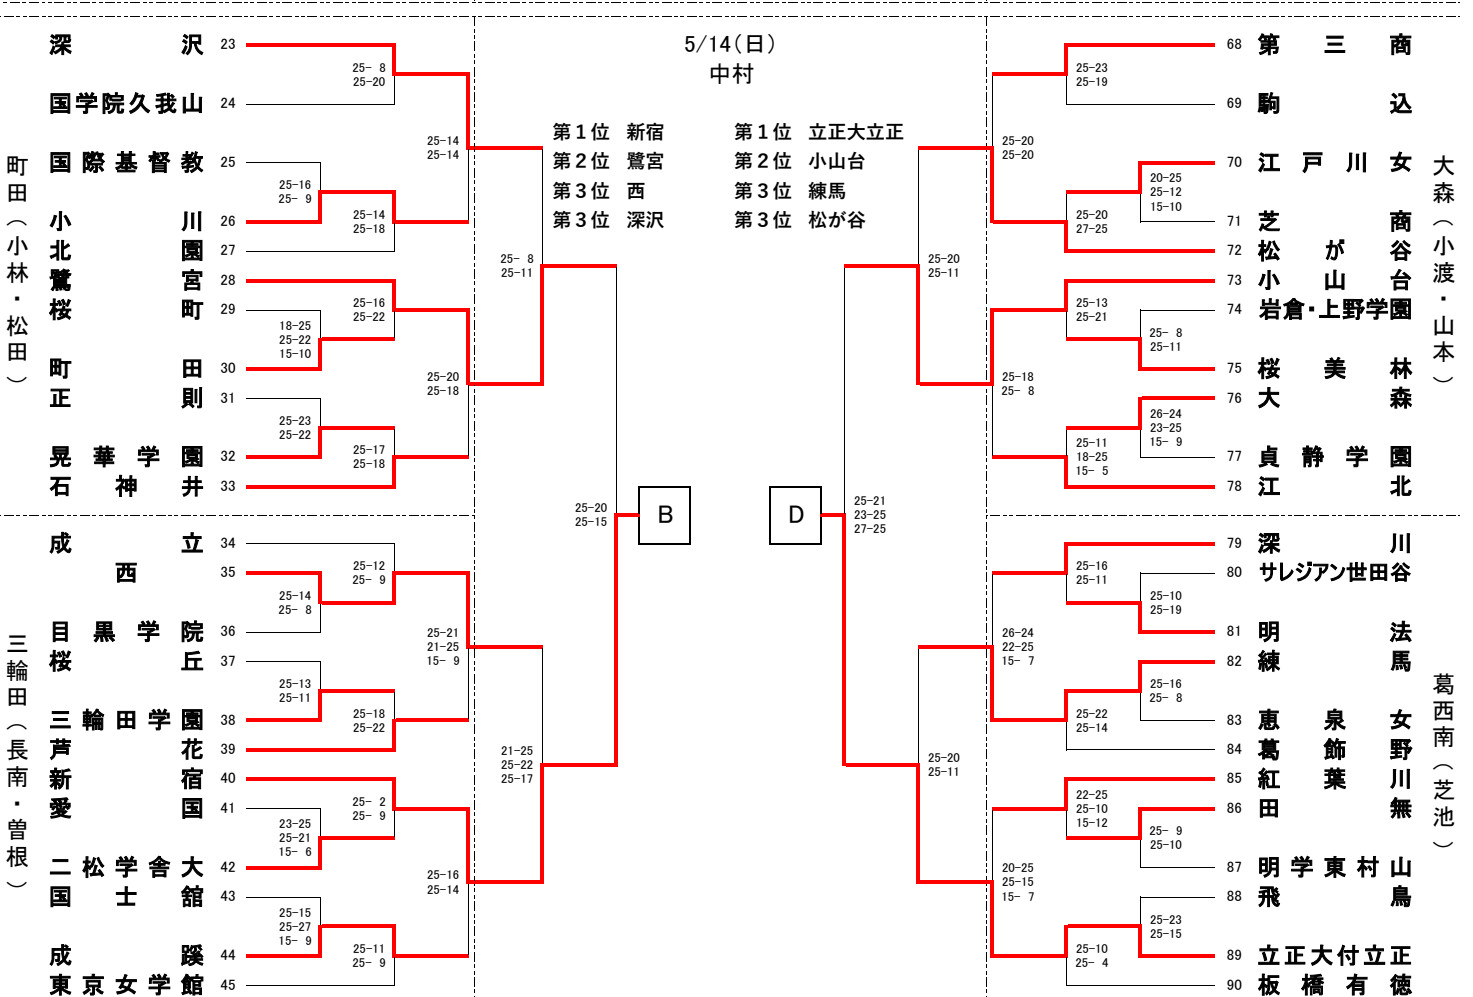 5/14(日)
中村
第1位 新宿
第2位 鷺宮
第3位 西
第3位 深沢
第1位 立正大立正
第2位 小山台
第3位 練馬
第3位 松が谷
町田（小林・松田）
深沢 23
25- 8
25-20
国学院久我山 24
25-14
25-14
国際基督教 25
25-16
25- 9
小川 26
25-14
25-18
北園 27
25- 8
25-11
鷺宮 28
桜町 29
25-16
25-22
18-25
25-22
15-10
町田 30
正則 31
25-20
25-18
25-23
25-22
晃華学園 32
25-17
25-18
石神井 33
25-20
25-15
B
三輪田（長南・曽根）
成立 34
西 35
25-12
25- 9
25-14
25- 8
目黒学院 36
25-21
21-25
15- 9
桜丘 37
25-13
25-11
三輪田学園 38
25-18
25-22
芦花 39
21-25
25-22
25-17
新宿 40
愛国 41
25- 2
25- 9
23-25
25-21
15- 6
二松学舎大 42
25-16
25-14
国士舘 43
25-15
25-27
15- 9
成蹊 44
25-11
25- 9
東京女学館 45
68 第三商
25-23
25-19
69 駒込
25-20
25-20
70 江戸川女
20-25
25-12
15-10
71 芝商
25-20
27-25
72 松が谷
25-20
25-11
73 小山台
25-13
25-21
74 岩倉・上野学園
25- 8
25-11
75 桜美林
25-18
25- 8
76 大森
26-24
23-25
15- 9
77 貞静学園
25-11
18-25
15- 5
78 江北
大森（小渡・山本）
D
25-21
23-25
27-25
79 深川
25-16
25-11
80 サレジアン世田谷
25-10
25-19
81 明法
26-24
22-25
15- 7
82 練馬
25-16
25- 8
83 恵泉女
25-22
25-14
84 葛飾野
25-20
25-11
85 紅葉川
22-25
25-10
15-12
86 田無
25- 9
25-10
87 明学東村山
20-25
25-15
15- 7
88 飛鳥
25-23
25-15
89 立正大付立正
25-10
25- 4
90 板橋有徳
葛西南（芝池）